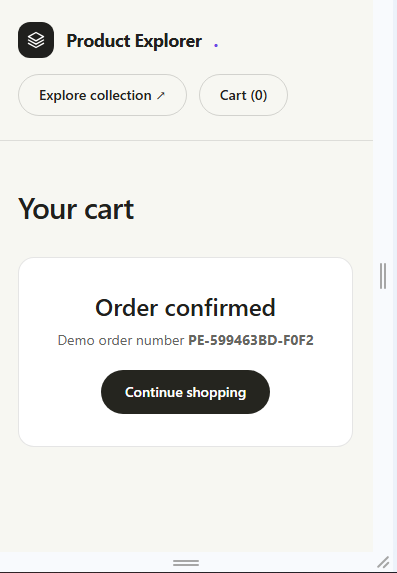 Product Explorer .
Explore collection ↗
Cart (0)
Your cart
Order confirmed
Demo order number PE-599463BD-F0F2
Continue shopping